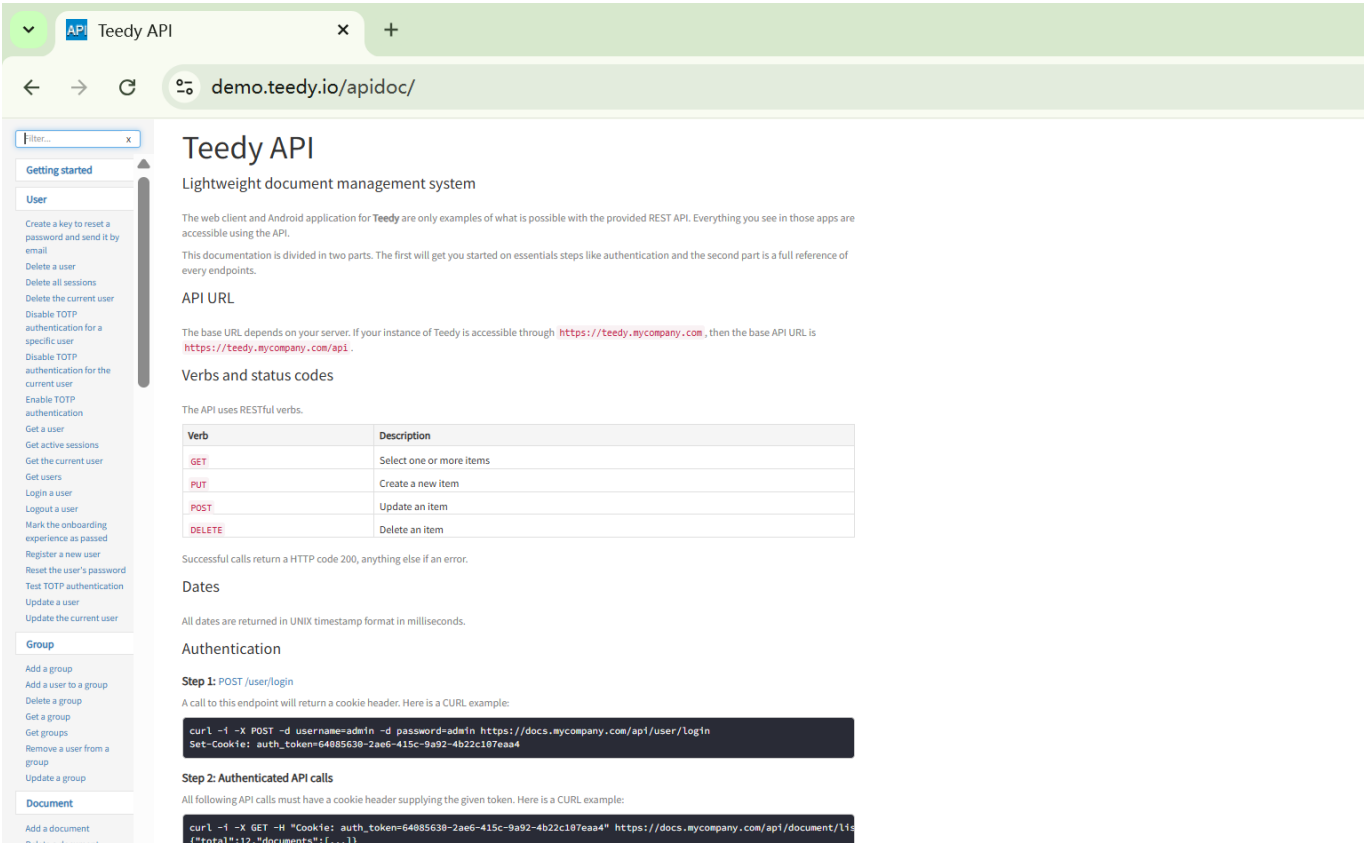 API Teedy API
demo.teedy.io/apidoc/
Filter... x
Getting started
User
Create a key to reset a
password and send it by
email
Delete a user
Delete all sessions
Delete the current user
Disable TOTP
authentication for a
specific user
Disable TOTP
authentication for the
current user
Enable TOTP
authentication
Get a user
Get active sessions
Get the current user
Get users
Login a user
Logout a user
Mark the onboarding
experience as passed
Register a new user
Reset the user's password
Test TOTP authentication
Update a user
Update the current user
Group
Add a group
Add a user to a group
Delete a group
Get a group
Get groups
Remove a user from a
group
Update a group
Document
Add a document
Teedy API
Lightweight document management system
The web client and Android application for Teedy are only examples of what is possible with the provided REST API. Everything you see in those apps are
accessible using the API.
This documentation is divided in two parts. The first will get you started on essentials steps like authentication and the second part is a full reference of
every endpoints.
API URL
The base URL depends on your server. If your instance of Teedy is accessible through https://teedy.mycompany.com , then the base API URL is
https://teedy.mycompany.com/api .
Verbs and status codes
The API uses RESTful verbs.
Verb Description
GET Select one or more items
PUT Create a new item
POST Update an item
DELETE Delete an item
Successful calls return a HTTP code 200, anything else if an error.
Dates
All dates are returned in UNIX timestamp format in milliseconds.
Authentication
Step 1: POST /user/login
A call to this endpoint will return a cookie header. Here is a CURL example:
curl -i -X POST -d username=admin -d password=admin https://docs.mycompany.com/api/user/login
Set-Cookie: auth_token=64085630-2ae6-415c-9a92-4b22c107eaa4
Step 2: Authenticated API calls
All following API calls must have a cookie header supplying the given token. Here is a CURL example:
curl -i -X GET -H "Cookie: auth_token=64085630-2ae6-415c-9a92-4b22c107eaa4" https://docs.mycompany.com/api/document/lis
{"total":12,"documents":[...]}